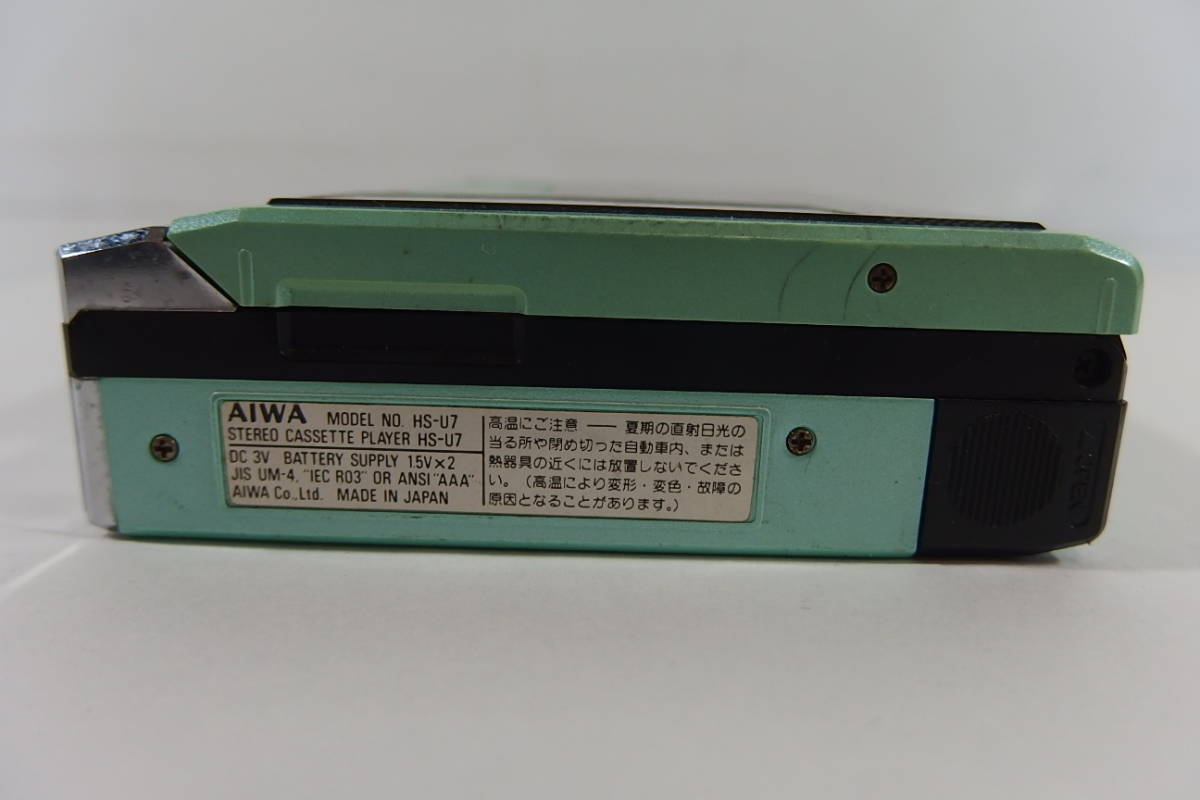 AIWA MODEL NO. HS-U7
STEREO CASSETTE PLAYER HS-U7
DC 3V BATTERY SUPPLY 1.5V×2
JIS UM-4, "IEC R03" OR ANSI "AAA"
AIWA Co.,Ltd. MADE IN JAPAN
高温にご注意 —— 夏期の直射日光の
当る所や閉め切った自動車内、または
熱器具の近くには放置しないでくださ
い。(高温により変形・変色・故障の
原因となることがあります。)